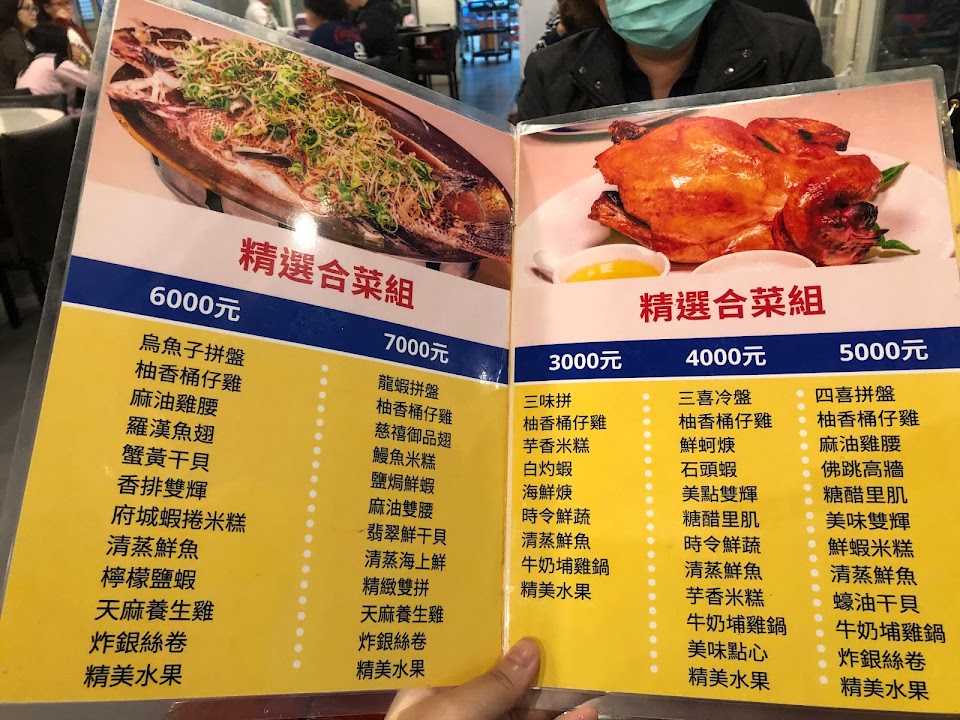 精選合菜組
6000元
烏魚子拼盤
柚香桶仔雞
麻油雞腰
羅漢魚翅
蟹黃干貝
香排雙輝
府城蝦捲米糕
清蒸鮮魚
檸檬鹽蝦
天麻養生雞
炸銀絲卷
精美水果
7000元
龍蝦拼盤
柚香桶仔雞
慈禧御品翅
鰻魚米糕
鹽焗鮮蝦
麻油雙腰
翡翠鮮干貝
清蒸海上鮮
精緻雙拼
天麻養生雞
炸銀絲卷
精美水果
精選合菜組
3000元
三味拼
柚香桶仔雞
芋香米糕
白灼蝦
海鮮焿
時令鮮蔬
清蒸鮮魚
牛奶埔雞鍋
精美水果
4000元
三喜冷盤
柚香桶仔雞
鮮蚵焿
石頭蝦
美點雙輝
糖醋里肌
時令鮮蔬
清蒸鮮魚
芋香米糕
牛奶埔雞鍋
美味點心
精美水果
5000元
四喜拼盤
柚香桶仔雞
麻油雞腰
佛跳高牆
糖醋里肌
美味雙輝
鮮蝦米糕
清蒸鮮魚
蠔油干貝
牛奶埔雞鍋
炸銀絲卷
精美水果